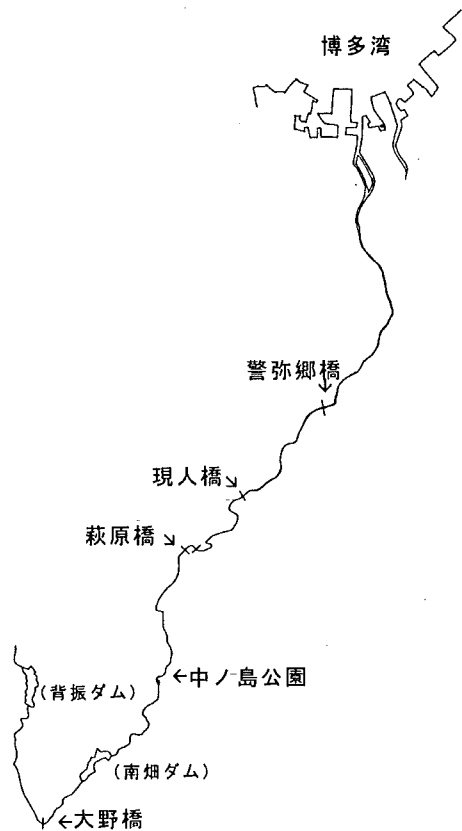 博多湾
警弥郷橋
現人橋
萩原橋
中ノ島公園
(背振ダム)
(南畑ダム)
大野橋